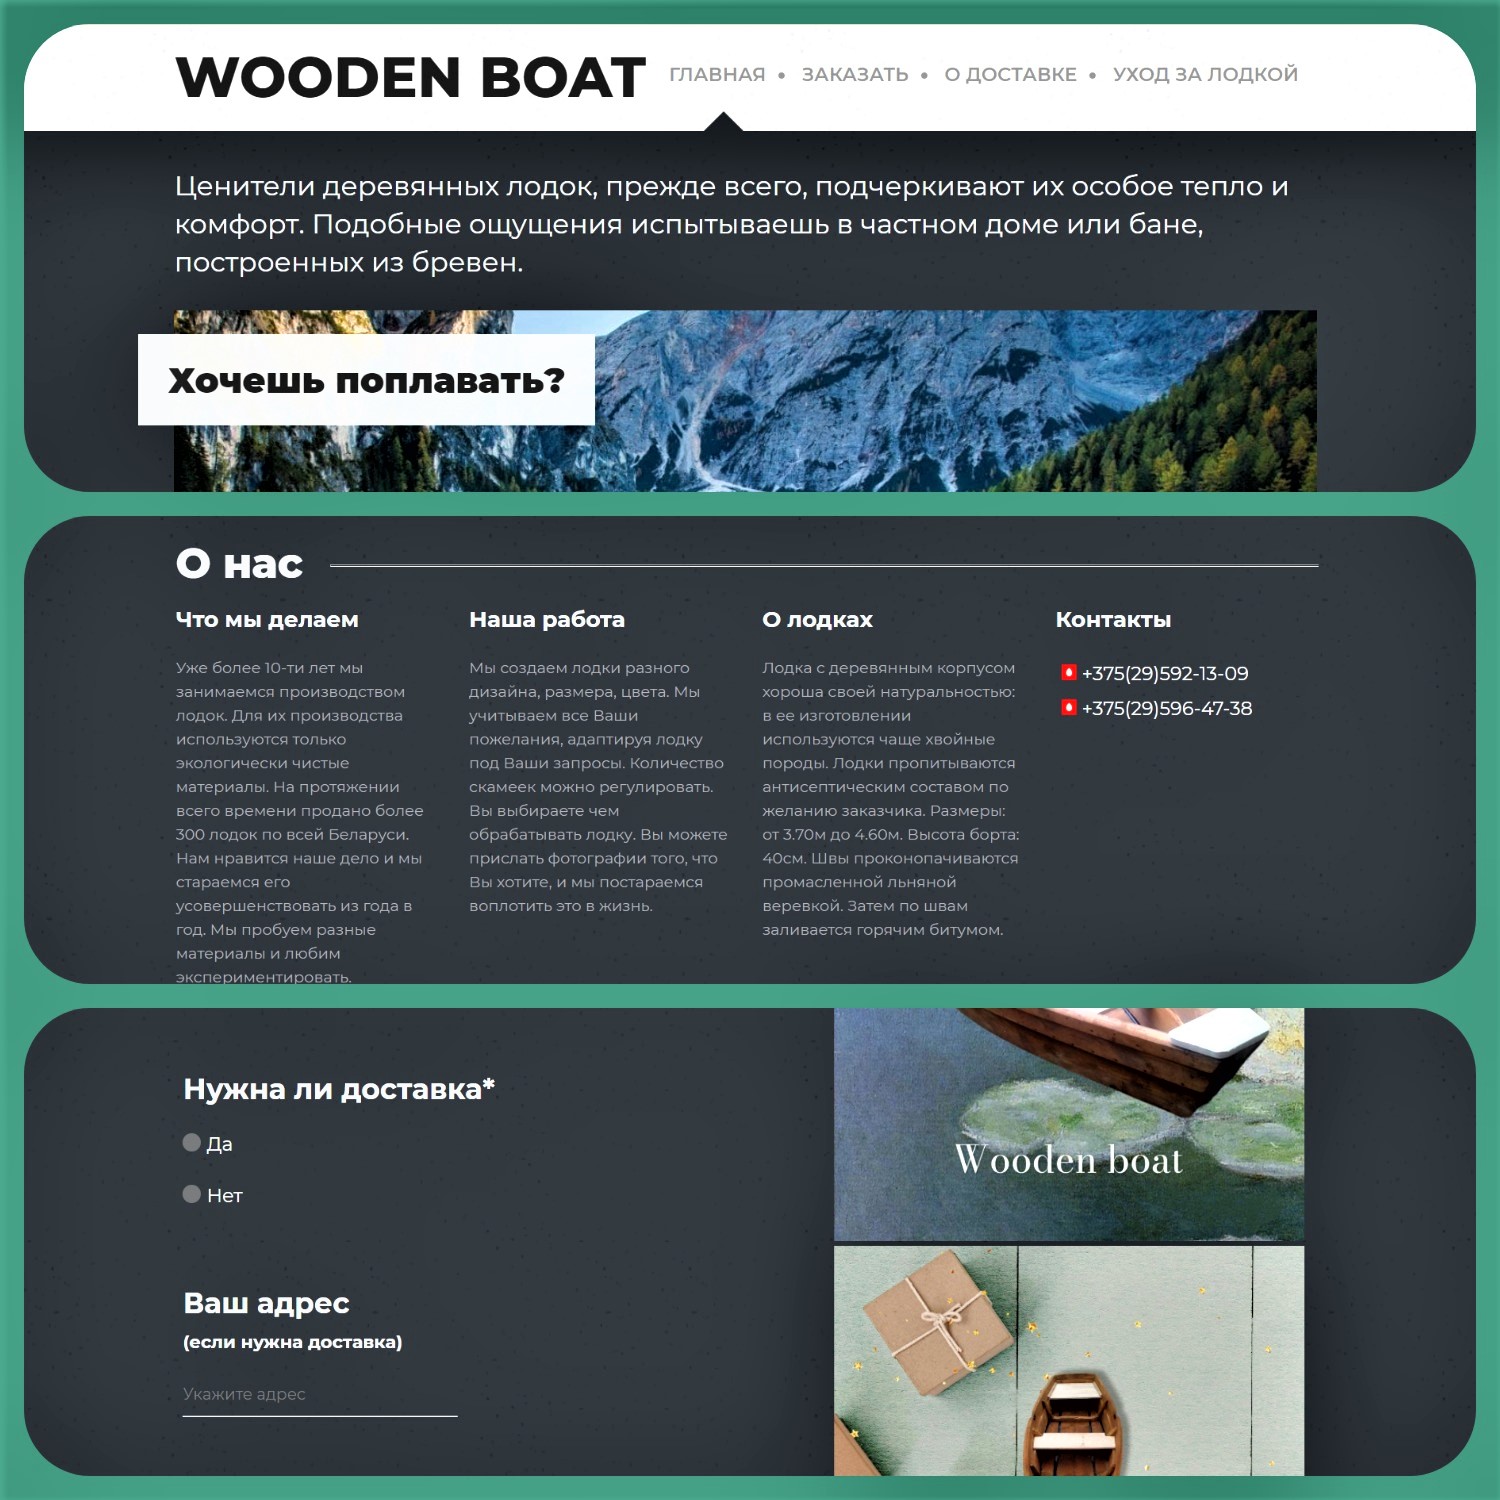 WOODEN BOAT
ГЛАВНАЯ • ЗАКАЗАТЬ • О ДОСТАВКЕ • УХОД ЗА ЛОДКОЙ
Ценители деревянных лодок, прежде всего, подчеркивают их особое тепло и
комфорт. Подобные ощущения испытываешь в частном доме или бане,
построенных из бревен.
Хочешь поплавать?
О нас
Что мы делаем
Уже более 10-ти лет мы
занимаемся производством
лодок. Для их производства
используются только
экологически чистые
материалы. На протяжении
всего времени продано более
300 лодок по всей Беларуси.
Нам нравится наше дело и мы
стараемся его
усовершенствовать из года в
год. Мы пробуем разные
материалы и любим
экспериментировать.
Наша работа
Мы создаем лодки разного
дизайна, размера, цвета. Мы
учитываем все Ваши
пожелания, адаптируя лодку
под Ваши запросы. Количество
скамеек можно регулировать.
Вы выбираете чем
обрабатывать лодку. Вы можете
прислать фотографии того, что
Вы хотите, и мы постараемся
воплотить это в жизнь.
О лодках
Лодка с деревянным корпусом
хороша своей натуральностью:
в ее изготовлении
используются чаще хвойные
породы. Лодки пропитываются
антисептическим составом по
желанию заказчика. Размеры:
от 3.70м до 4.60м. Высота борта:
40см. Швы проконопачиваются
промасленной льняной
веревкой. Затем по швам
заливается горячим битумом.
Контакты
+375(29)592-13-09
+375(29)596-47-38
Нужна ли доставка*
Да
Нет
Ваш адрес
(если нужна доставка)
Укажите адрес
Wooden boat